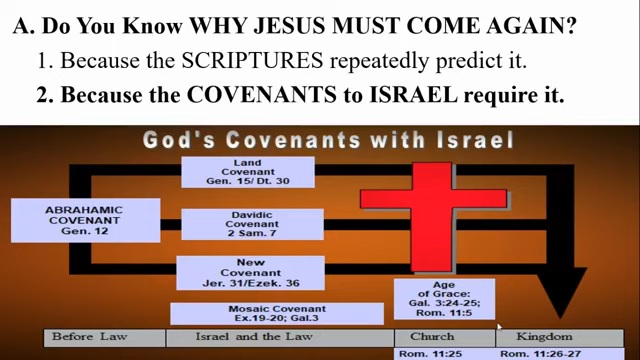 A. Do You Know WHY JESUS MUST COME AGAIN?
1. Because the SCRIPTURES repeatedly predict it.
2. Because the COVENANTS to ISRAEL require it.
God's Covenants with Israel
Land
Covenant
Gen. 15/ Dt. 30
ABRAHAMIC
COVENANT
Gen. 12
Davidic
Covenant
2 Sam. 7
New
Covenant
Jer. 31/Ezek. 36
Mosaic Covenant
Ex.19-20; Gal.3
Age
of Grace:
Gal. 3:24-25;
Rom. 11:5
Before Law
Israel and the Law
Church
Kingdom
Rom. 11:25
Rom. 11:26-27